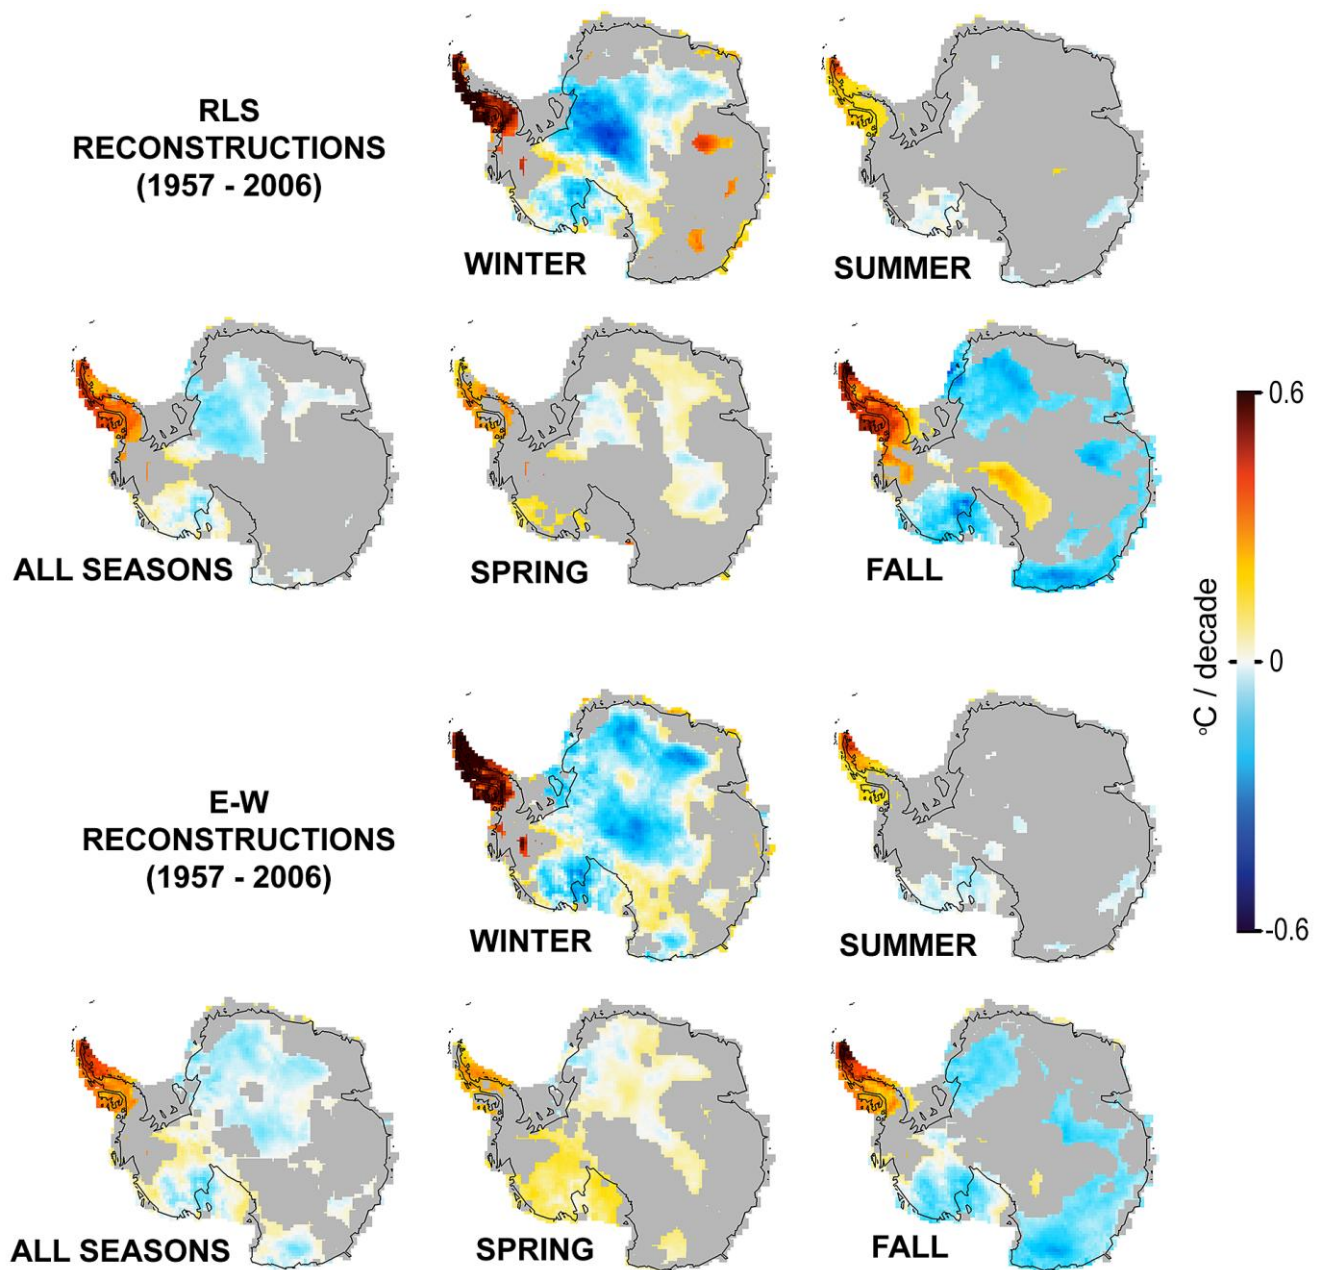 RLS
RECONSTRUCTIONS
(1957 - 2006)
WINTER
SUMMER
ALL SEASONS
SPRING
FALL
0.6
0
-0.6
°C / decade
E-W
RECONSTRUCTIONS
(1957 - 2006)
WINTER
SUMMER
ALL SEASONS
SPRING
FALL